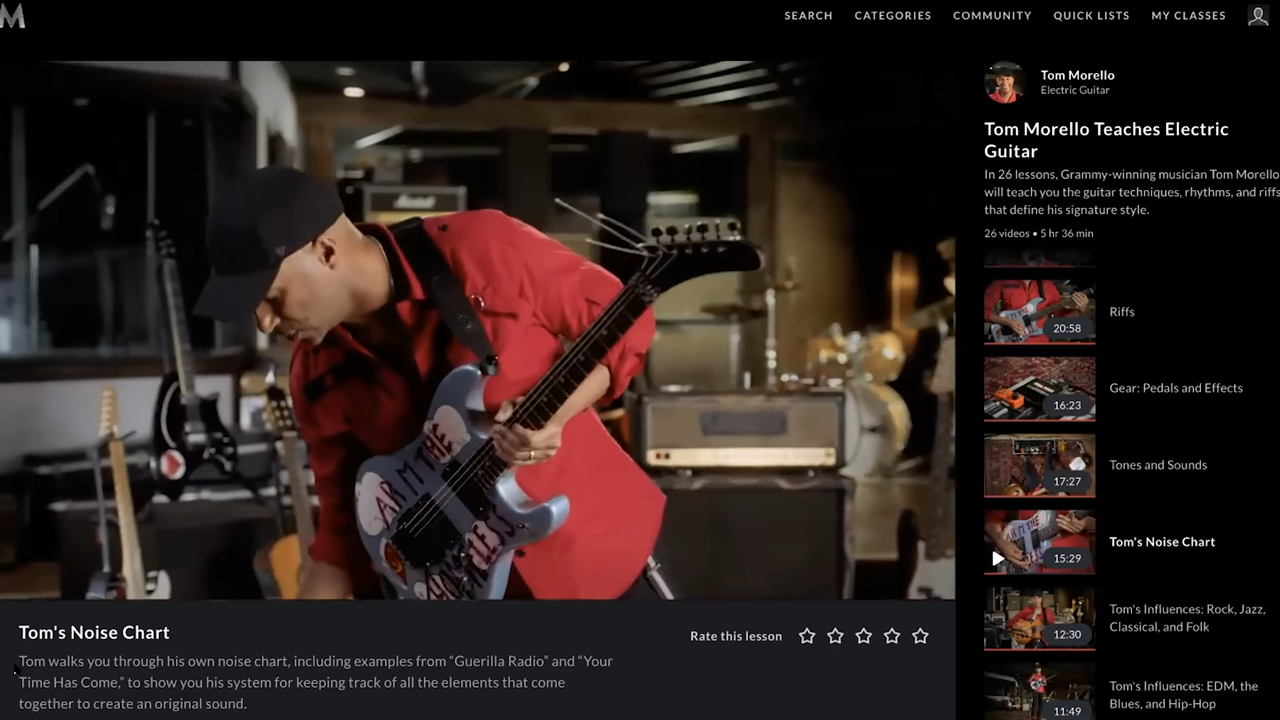 M
SEARCH CATEGORIES COMMUNITY QUICK LISTS MY CLASSES
Marshall
ARM THE
HOMELESS
Tom's Noise Chart
Rate this lesson
Tom walks you through his own noise chart, including examples from “Guerilla Radio” and “Your
Time Has Come,” to show you his system for keeping track of all the elements that come
together to create an original sound.
Tom Morello
Electric Guitar
Tom Morello Teaches Electric
Guitar
In 26 lessons, Grammy-winning musician Tom Morello
will teach you the guitar techniques, rhythms, and riffs
that define his signature style.
26 videos • 5 hr 36 min
20:58
Riffs
16:23
Gear: Pedals and Effects
17:27
Tones and Sounds
15:29
Tom's Noise Chart
12:30
Tom's Influences: Rock, Jazz,
Classical, and Folk
11:49
Tom's Influences: EDM, the
Blues, and Hip-Hop